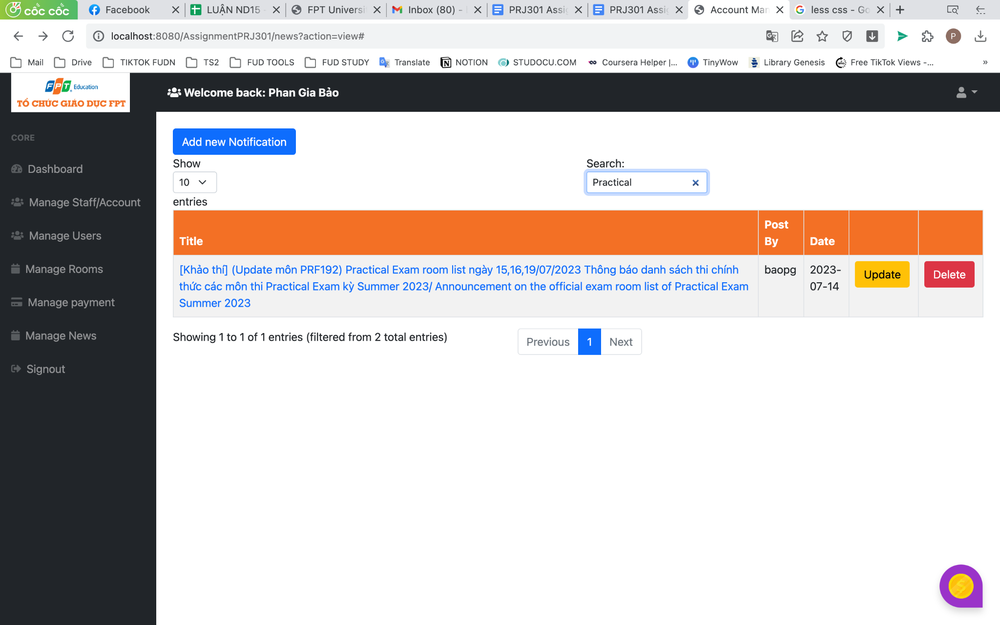 cốc cốc
Facebook
LUẬN ND15 -
FPT Universi
Inbox (80) -
PRJ301 Assig
PRJ301 Assig
Account Man
less css - Go
localhost:8080/AssignmentPRJ301/news?action=view#
P
Mail
Drive
TIKTOK FUDN
TS2
FUD TOOLS
FUD STUDY
Translate
NOTION
STUDOCU.COM
Coursera Helper |...
TinyWow
Library Genesis
Free TikTok Views -...
»
FPT Education
TỔ CHỨC GIÁO DỤC FPT
Welcome back: Phan Gia Bảo
CORE
Dashboard
Manage Staff/Account
Manage Users
Manage Rooms
Manage payment
Manage News
Signout
Add new Notification
Show
10
entries
Search:
Practical
Title
Post
By
Date
[Khảo thí] (Update môn PRF192) Practical Exam room list ngày 15,16,19/07/2023 Thông báo danh sách thi chính
thức các môn thi Practical Exam kỳ Summer 2023/ Announcement on the official exam room list of Practical Exam
Summer 2023
baopg
2023-
07-14
Update
Delete
Showing 1 to 1 of 1 entries (filtered from 2 total entries)
Previous
1
Next